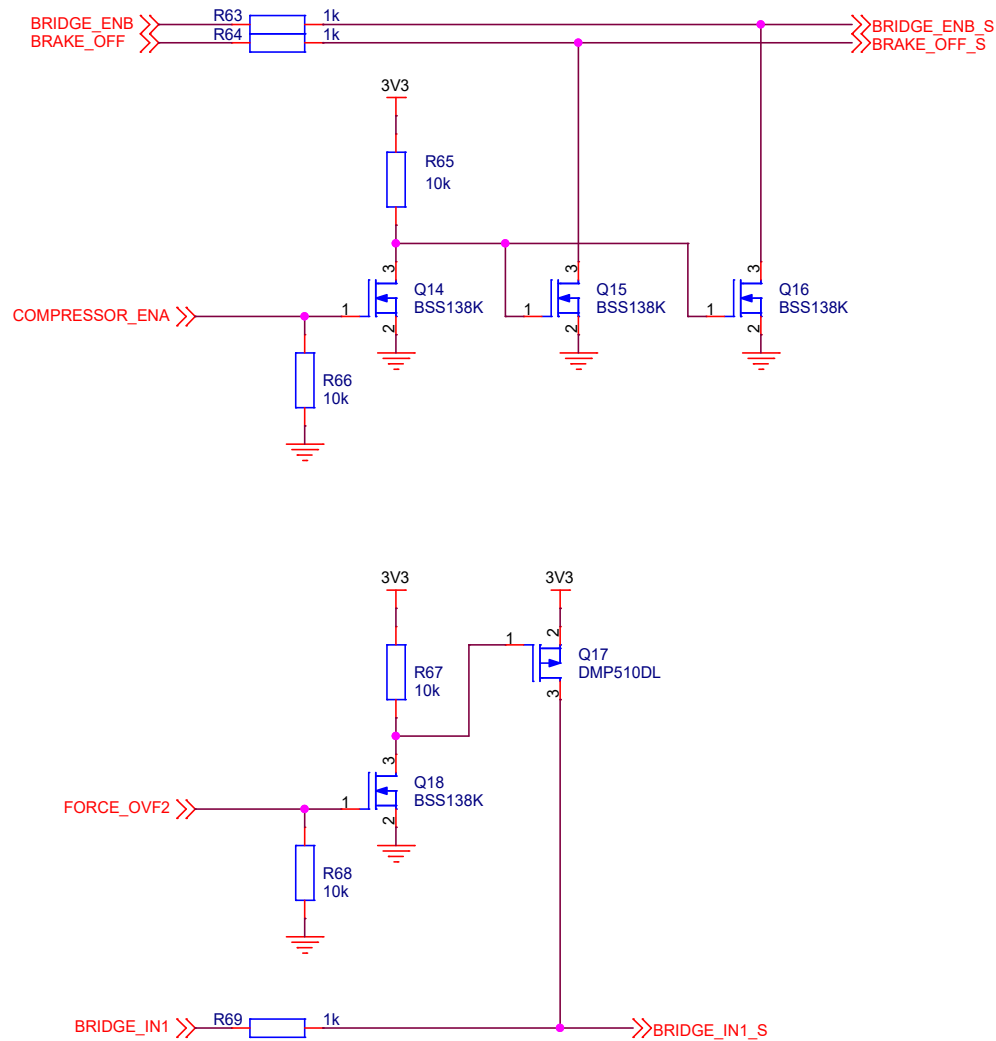 BRIDGE_ENB
R63
1k
BRIDGE_ENB_S
BRAKE_OFF
R64
1k
BRAKE_OFF_S
3V3
R65
10k
3
Q14
BSS138K
1
2
3
Q15
BSS138K
1
2
3
Q16
BSS138K
1
2
COMPRESSOR_ENA
R66
10k
3V3
3V3
R67
10k
1
2
Q17
DMP510DL
3
3
Q18
BSS138K
1
2
FORCE_OVF2
R68
10k
BRIDGE_IN1
R69
1k
BRIDGE_IN1_S